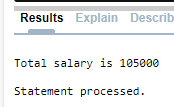 Results Explain Describ
Total salary is 105000
Statement processed.